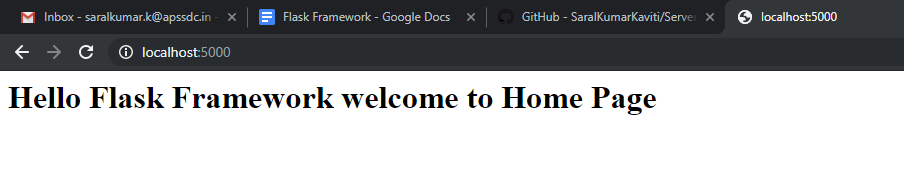 Inbox - saralkumar.k@apssdc.in -
Flask Framework - Google Docs
GitHub - SaralKumarKaviti/Server
localhost:5000
localhost:5000
Hello Flask Framework welcome to Home Page